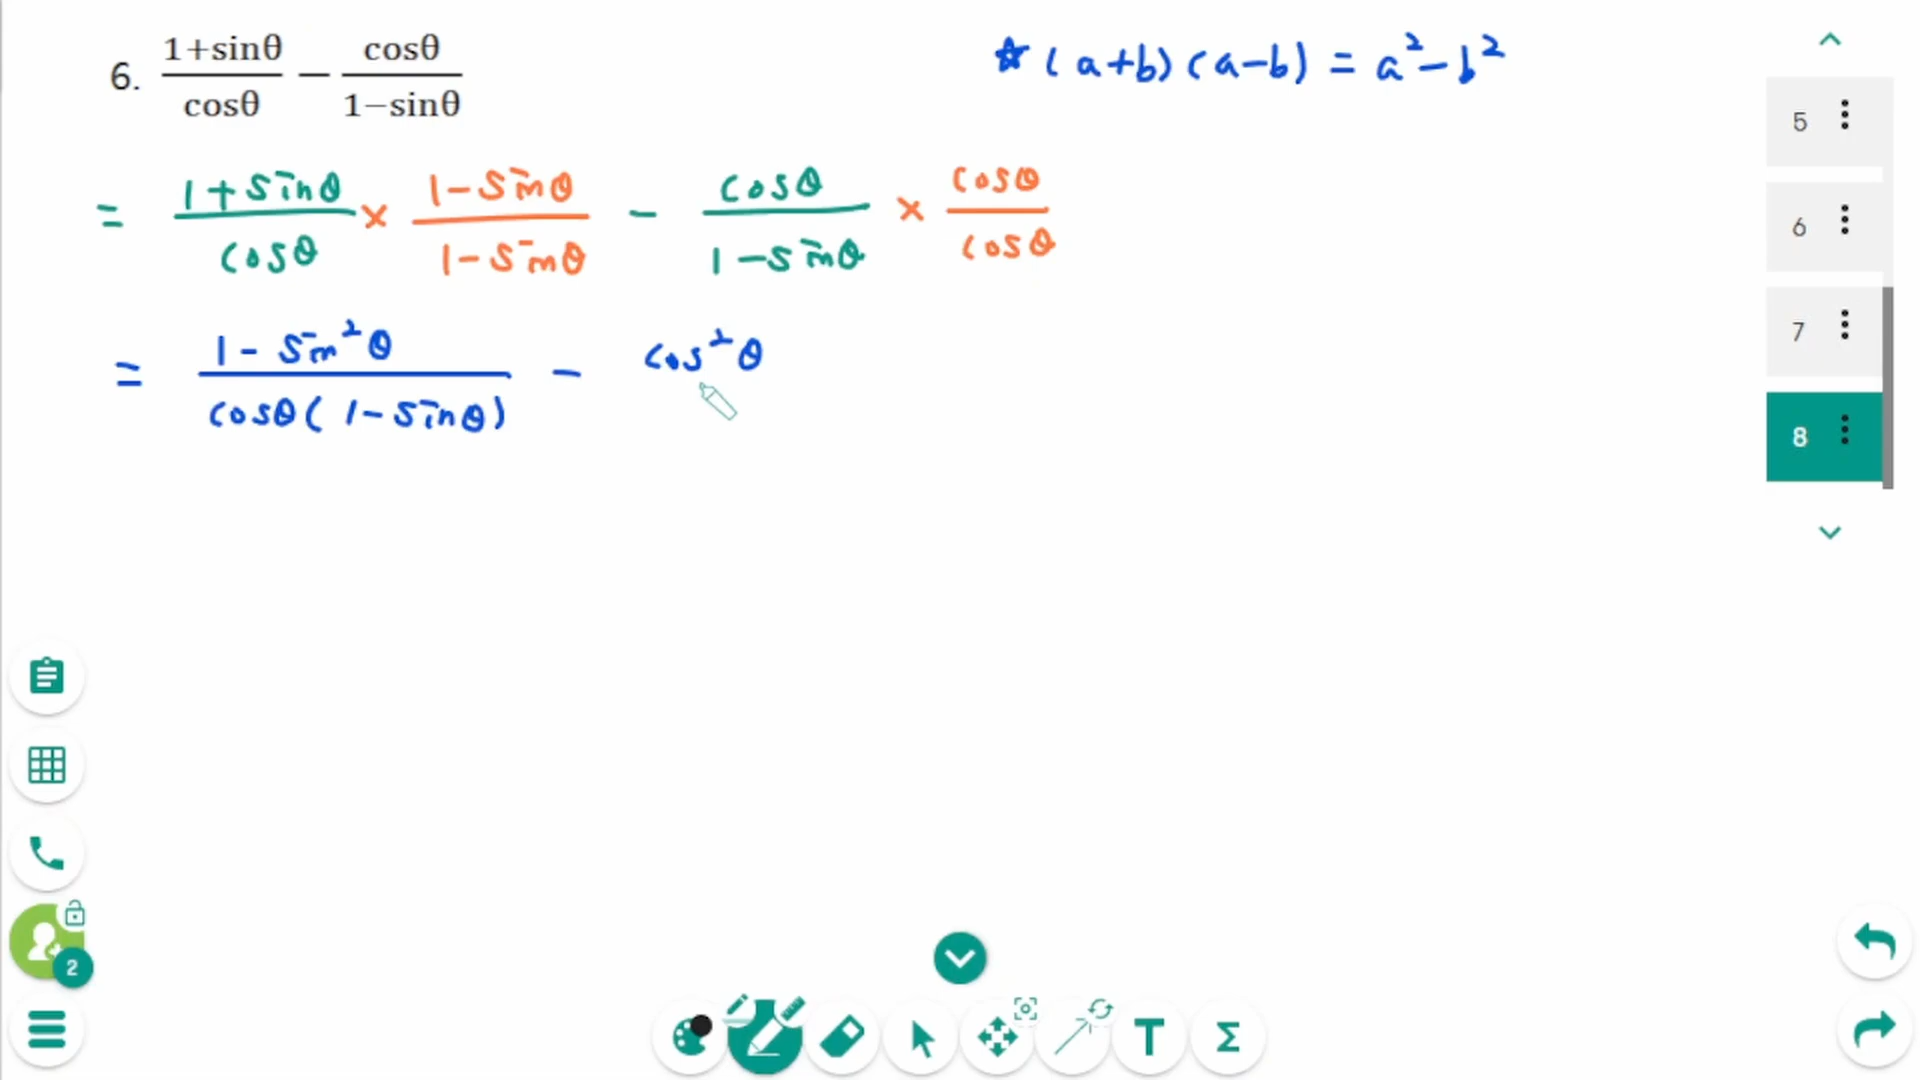 6. (1+sinθ)/cosθ − cosθ/(1−sinθ)
☆ (a+b)(a-b) = a² - b²
= (1+sinθ)/cosθ × (1-sinθ)/(1-sinθ) - cosθ/(1-sinθ) × cosθ/cosθ
= (1-sin²θ)/(cosθ(1-sinθ)) - cos²θ
5
6
7
8
2
T
Σ